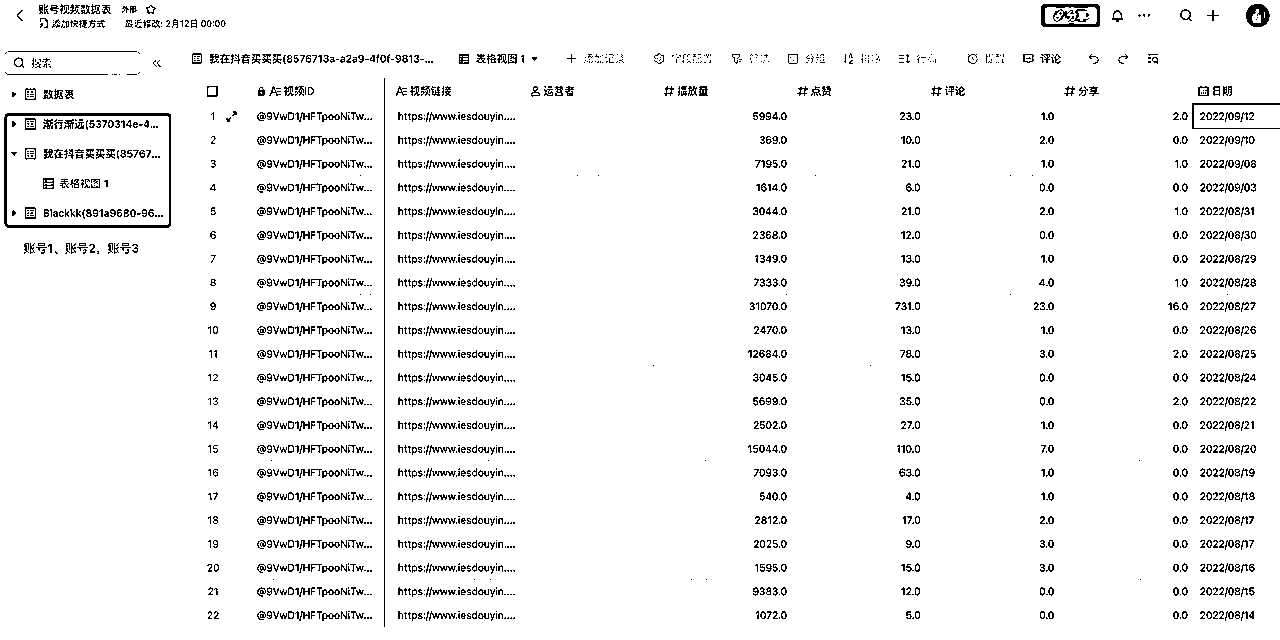 账号视频数据表 外部
添加快捷方式 最近修改: 2月12日 00:00
搜索
数据表
渐行渐远(5370314e-4...
我在抖音买买买(85767...
表格视图 1
Blackkk(891a9680-96...
账号1、账号2，账号3
我在抖音买买买(8576713a-a2a9-4f0f-9813-... 表格视图 1 添加记录 字段配置 筛选 分组 排序 行高 提醒 评论
视频ID 视频链接 运营者 播放量 点赞 评论 分享 日期
1 @9VwD1/HFTpooNiTw... https://www.iesdouyin.... 5994.0 23.0 1.0 2.0 2022/09/12
2 @9VwD1/HFTpooNiTw... https://www.iesdouyin.... 369.0 10.0 2.0 0.0 2022/09/10
3 @9VwD1/HFTpooNiTw... https://www.iesdouyin.... 7195.0 21.0 1.0 1.0 2022/09/08
4 @9VwD1/HFTpooNiTw... https://www.iesdouyin.... 1614.0 6.0 0.0 0.0 2022/09/03
5 @9VwD1/HFTpooNiTw... https://www.iesdouyin.... 3044.0 21.0 2.0 1.0 2022/08/31
6 @9VwD1/HFTpooNiTw... https://www.iesdouyin.... 2368.0 12.0 0.0 0.0 2022/08/30
7 @9VwD1/HFTpooNiTw... https://www.iesdouyin.... 1349.0 13.0 1.0 0.0 2022/08/29
8 @9VwD1/HFTpooNiTw... https://www.iesdouyin.... 7333.0 39.0 4.0 1.0 2022/08/28
9 @9VwD1/HFTpooNiTw... https://www.iesdouyin.... 31070.0 731.0 23.0 16.0 2022/08/27
10 @9VwD1/HFTpooNiTw... https://www.iesdouyin.... 2470.0 13.0 1.0 0.0 2022/08/26
11 @9VwD1/HFTpooNiTw... https://www.iesdouyin.... 12684.0 78.0 3.0 2.0 2022/08/25
12 @9VwD1/HFTpooNiTw... https://www.iesdouyin.... 3045.0 15.0 0.0 0.0 2022/08/24
13 @9VwD1/HFTpooNiTw... https://www.iesdouyin.... 5699.0 35.0 0.0 2.0 2022/08/22
14 @9VwD1/HFTpooNiTw... https://www.iesdouyin.... 2502.0 27.0 1.0 0.0 2022/08/21
15 @9VwD1/HFTpooNiTw... https://www.iesdouyin.... 15044.0 110.0 7.0 0.0 2022/08/20
16 @9VwD1/HFTpooNiTw... https://www.iesdouyin.... 7093.0 63.0 1.0 0.0 2022/08/19
17 @9VwD1/HFTpooNiTw... https://www.iesdouyin.... 540.0 4.0 1.0 0.0 2022/08/18
18 @9VwD1/HFTpooNiTw... https://www.iesdouyin.... 2812.0 17.0 2.0 0.0 2022/08/17
19 @9VwD1/HFTpooNiTw... https://www.iesdouyin.... 2025.0 9.0 3.0 0.0 2022/08/17
20 @9VwD1/HFTpooNiTw... https://www.iesdouyin.... 1595.0 15.0 3.0 0.0 2022/08/16
21 @9VwD1/HFTpooNiTw... https://www.iesdouyin.... 9383.0 12.0 0.0 0.0 2022/08/15
22 @9VwD1/HFTpooNiTw... https://www.iesdouyin.... 1072.0 5.0 0.0 0.0 2022/08/14